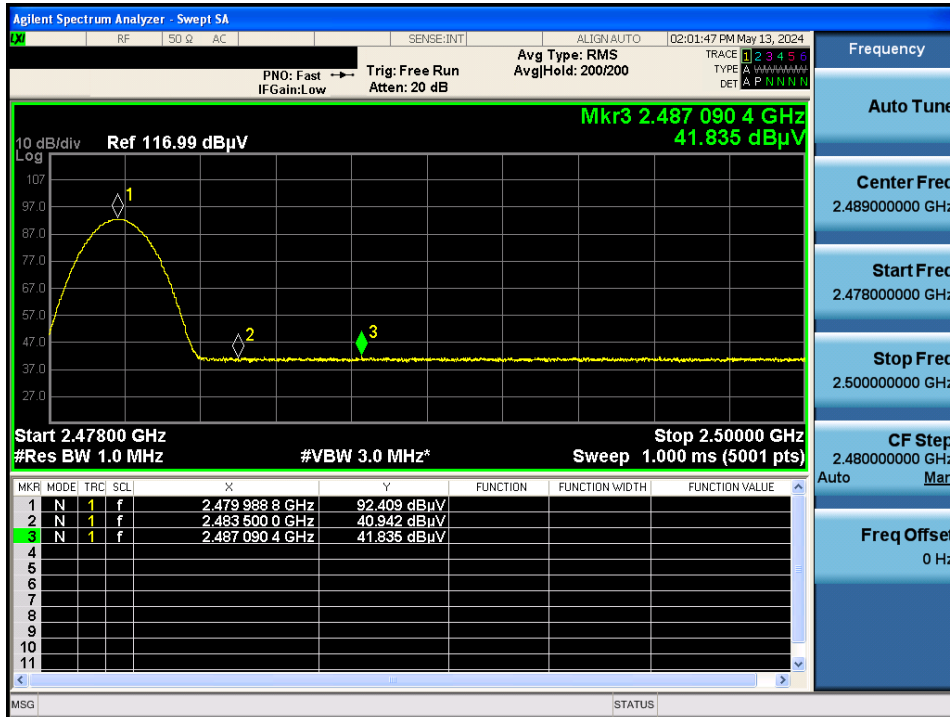 Agilent Spectrum Analyzer - Swept SA
LXI RF 50 Ω AC SENSE:INT ALIGN AUTO 02:01:47 PM May 13, 2024
PNO: Fast Trig: Free Run Avg Type: RMS TRACE 1 2 3 4 5 6
IFGain:Low Atten: 20 dB Avg|Hold: 200/200 TYPE A
DET A P N N N N
Mkr3 2.487 090 4 GHz
41.835 dBµV
10 dB/div Ref 116.99 dBµV
Log
107
97.0
87.0
77.0
67.0
57.0
47.0
37.0
27.0
1
2
3
Start 2.47800 GHz Stop 2.50000 GHz
#Res BW 1.0 MHz #VBW 3.0 MHz* Sweep 1.000 ms (5001 pts)
MKR MODE TRC SCL X Y FUNCTION FUNCTION WIDTH FUNCTION VALUE
1 N 1 f 2.479 988 8 GHz 92.409 dBµV
2 N 1 f 2.483 500 0 GHz 40.942 dBµV
3 N 1 f 2.487 090 4 GHz 41.835 dBµV
4
5
6
7
8
9
10
11
MSG STATUS
Frequency
Auto Tune
Center Freq
2.489000000 GHz
Start Freq
2.478000000 GHz
Stop Freq
2.500000000 GHz
CF Step
2.480000000 GHz
Auto Man
Freq Offset
0 Hz